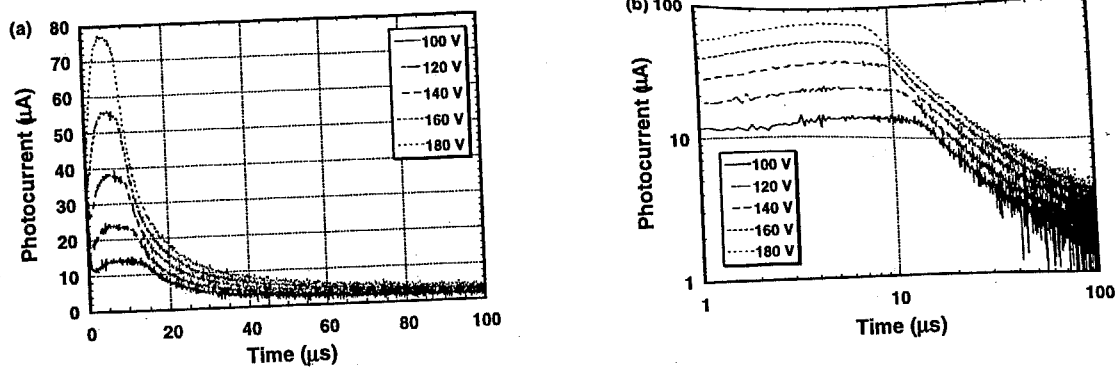 (a)
80
70
60
50
40
30
20
10
0
Photocurrent (µA)
100 V
120 V
140 V
160 V
180 V
0 20 40 60 80 100
Time (µs)
(b)
100
10
1
Photocurrent (µA)
100 V
120 V
140 V
160 V
180 V
1 10 100
Time (µs)